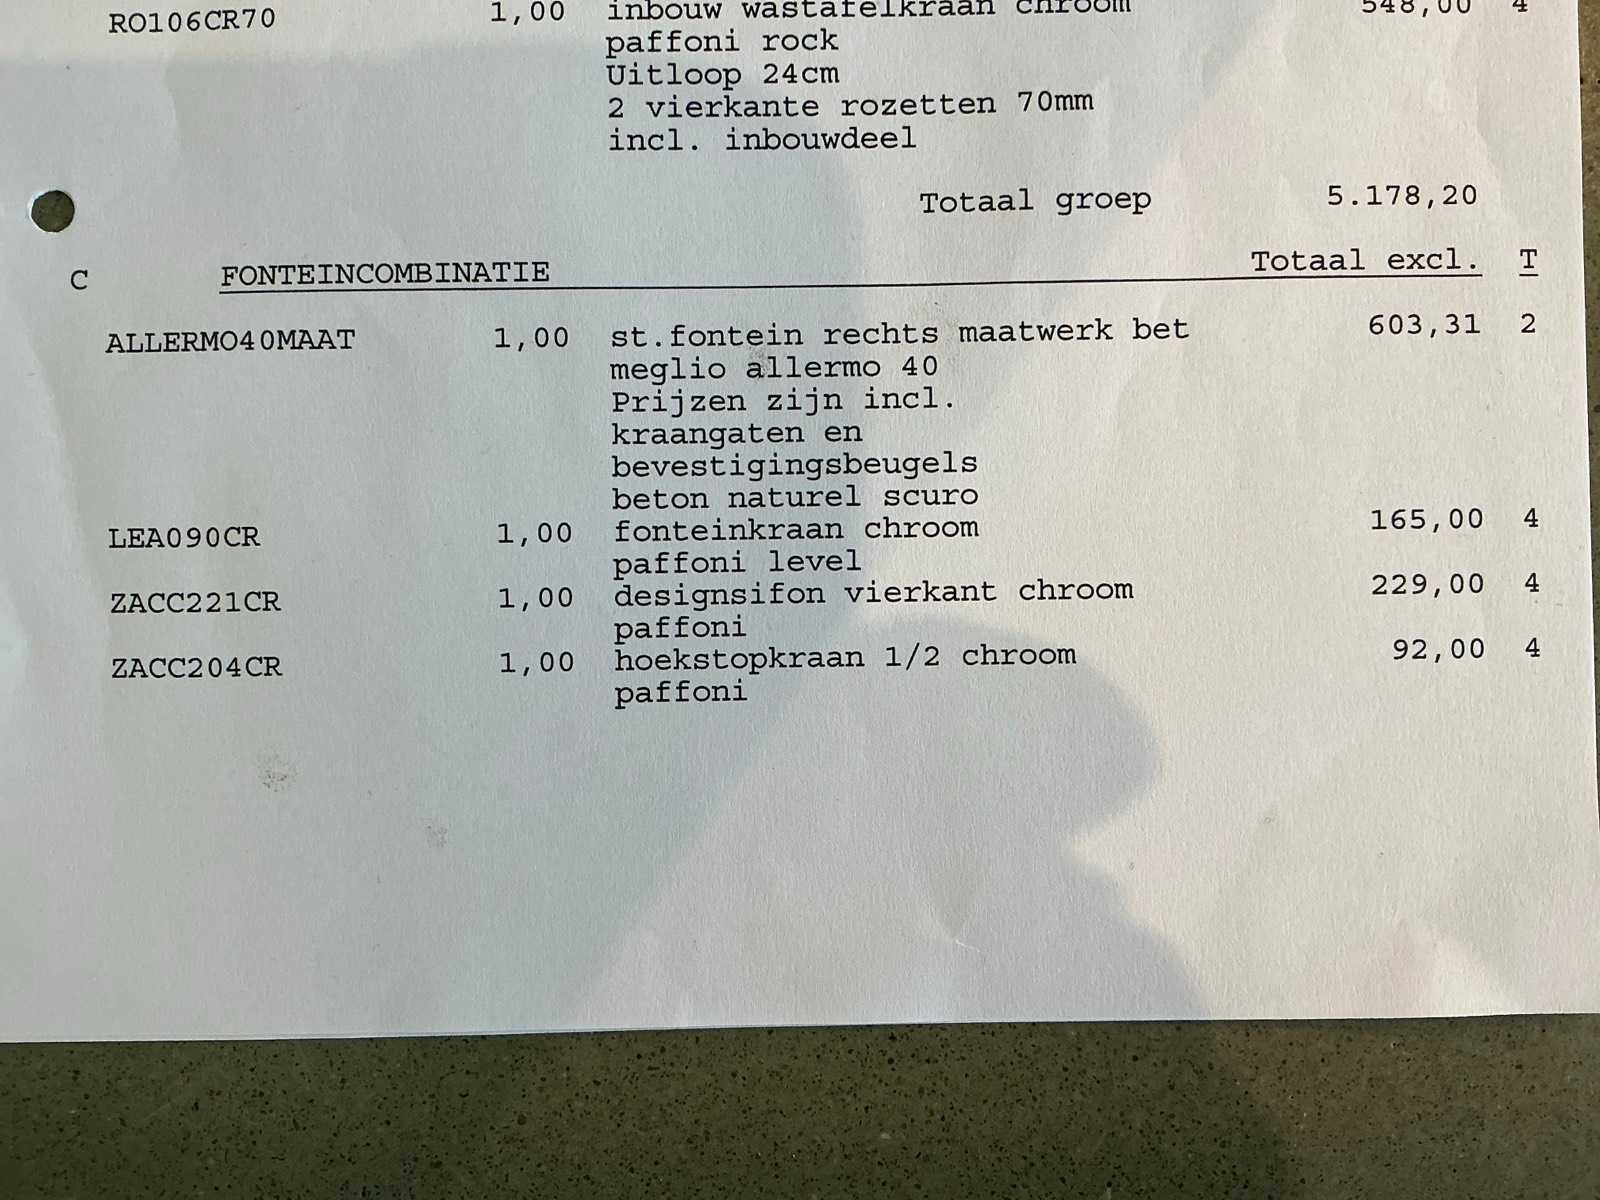 RO106CR70 1,00 inbouw wastafelkraan chroom 548,00 4
paffoni rock
Uitloop 24cm
2 vierkante rozetten 70mm
incl. inbouwdeel
Totaal groep 5.178,20
C FONTEINCOMBINATIE Totaal excl. T
ALLERMO40MAAT 1,00 st.fontein rechts maatwerk bet 603,31 2
meglio allermo 40
Prijzen zijn incl.
kraangaten en
bevestigingsbeugels
beton naturel scuro
LEA090CR 1,00 fonteinkraan chroom 165,00 4
paffoni level
ZACC221CR 1,00 designsifon vierkant chroom 229,00 4
paffoni
ZACC204CR 1,00 hoekstopkraan 1/2 chroom 92,00 4
paffoni